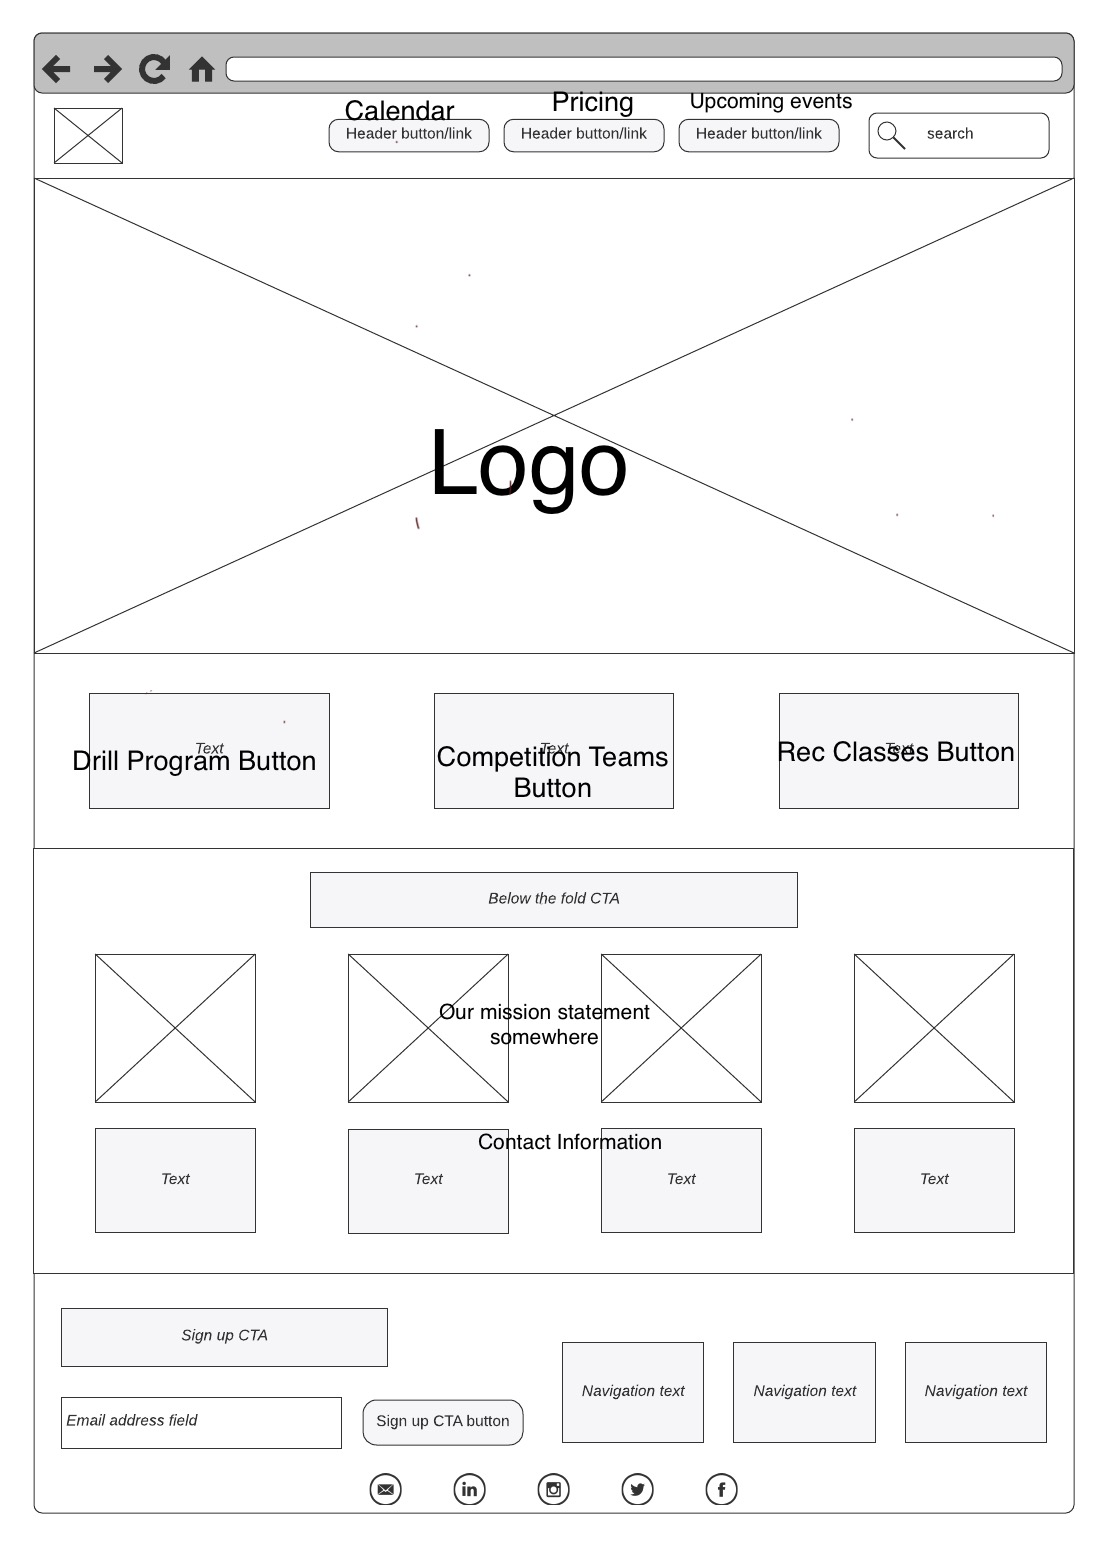 Calendar
Pricing
Upcoming events
Header button/link
Header button/link
Header button/link
search
Logo
Text
Drill Program Button
Text
Competition Teams
Button
Text
Rec Classes Button
Below the fold CTA
Our mission statement
somewhere
Contact Information
Text
Text
Text
Text
Sign up CTA
Email address field
Sign up CTA button
Navigation text
Navigation text
Navigation text